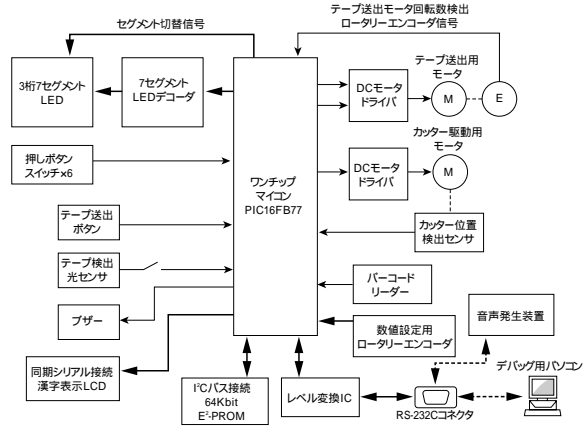 セグメント切替信号
テープ送出モータ回転数検出
ロータリーエンコーダ信号
3桁7セグメント
LED
7セグメント
LEDデコーダ
DCモータ
ドライバ
テープ送出用
モータ
M
E
押しボタン
スイッチ×6
ワンチップ
マイコン
PIC16FB77
DCモータ
ドライバ
カッター駆動用
モータ
M
テープ送出
ボタン
カッター位置
検出センサ
テープ検出
光センサ
バーコード
リーダー
ブザー
数値設定用
ロータリーエンコーダ
音声発生装置
同期シリアル接続
漢字表示LCD
I²Cバス接続
64Kbit
E²-PROM
レベル変換IC
RS-232Cコネクタ
デバッグ用パソコン